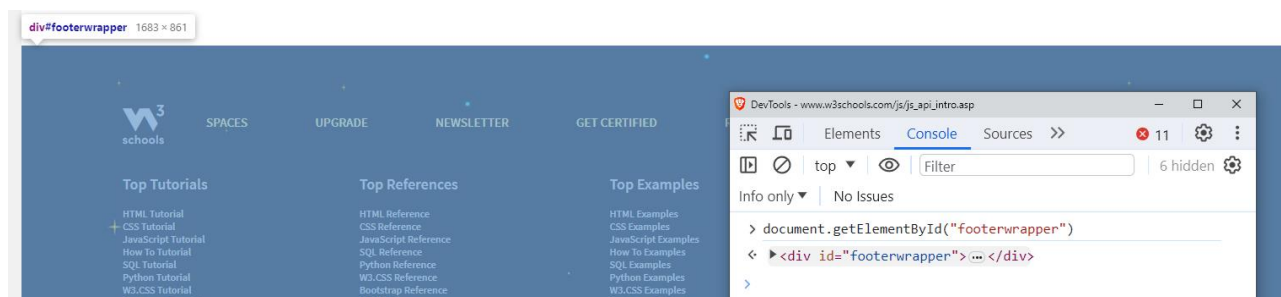 div#footerwrapper 1683 × 861
W3
schools
SPACES UPGRADE NEWSLETTER GET CERTIFIED
Top Tutorials
HTML Tutorial
CSS Tutorial
JavaScript Tutorial
How To Tutorial
SQL Tutorial
Python Tutorial
W3.CSS Tutorial
Top References
HTML Reference
CSS Reference
JavaScript Reference
SQL Reference
Python Reference
W3.CSS Reference
Bootstrap Reference
Top Examples
HTML Examples
CSS Examples
JavaScript Examples
How To Examples
SQL Examples
Python Examples
W3.CSS Examples
DevTools - www.w3schools.com/js/js_api_intro.asp
Elements Console Sources 11
top Filter 6 hidden
Info only No Issues
> document.getElementById("footerwrapper")
<div id="footerwrapper">…</div>
>